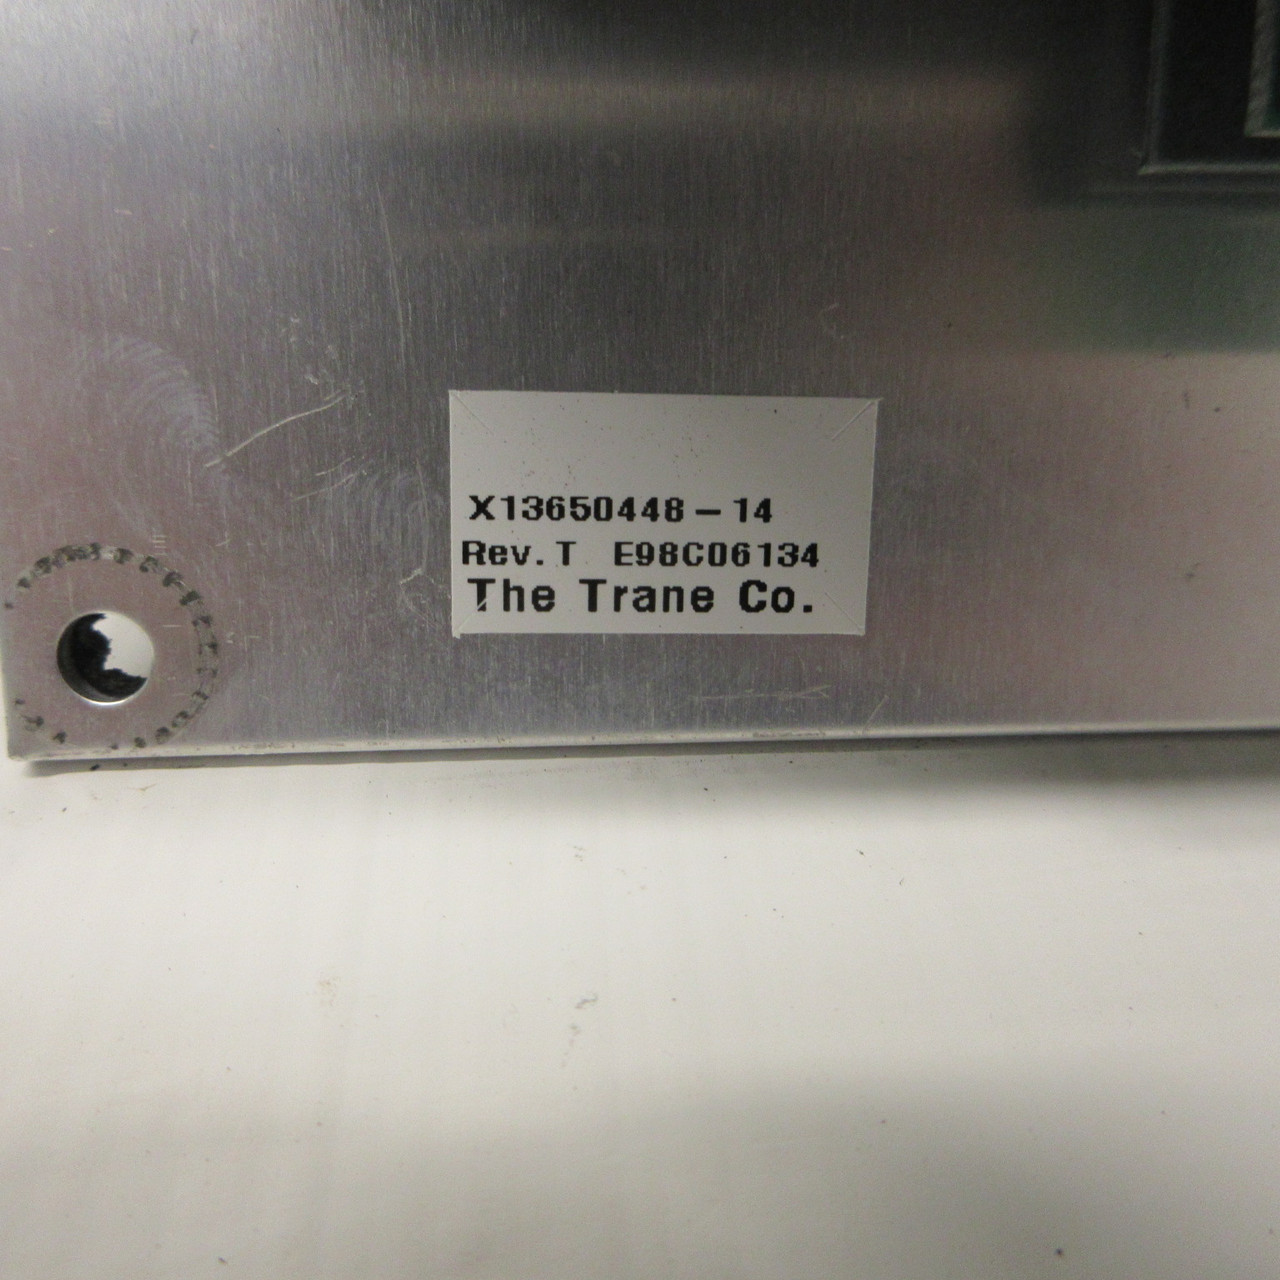 X13650448-14
Rev. T E98C06134
The Trane Co.